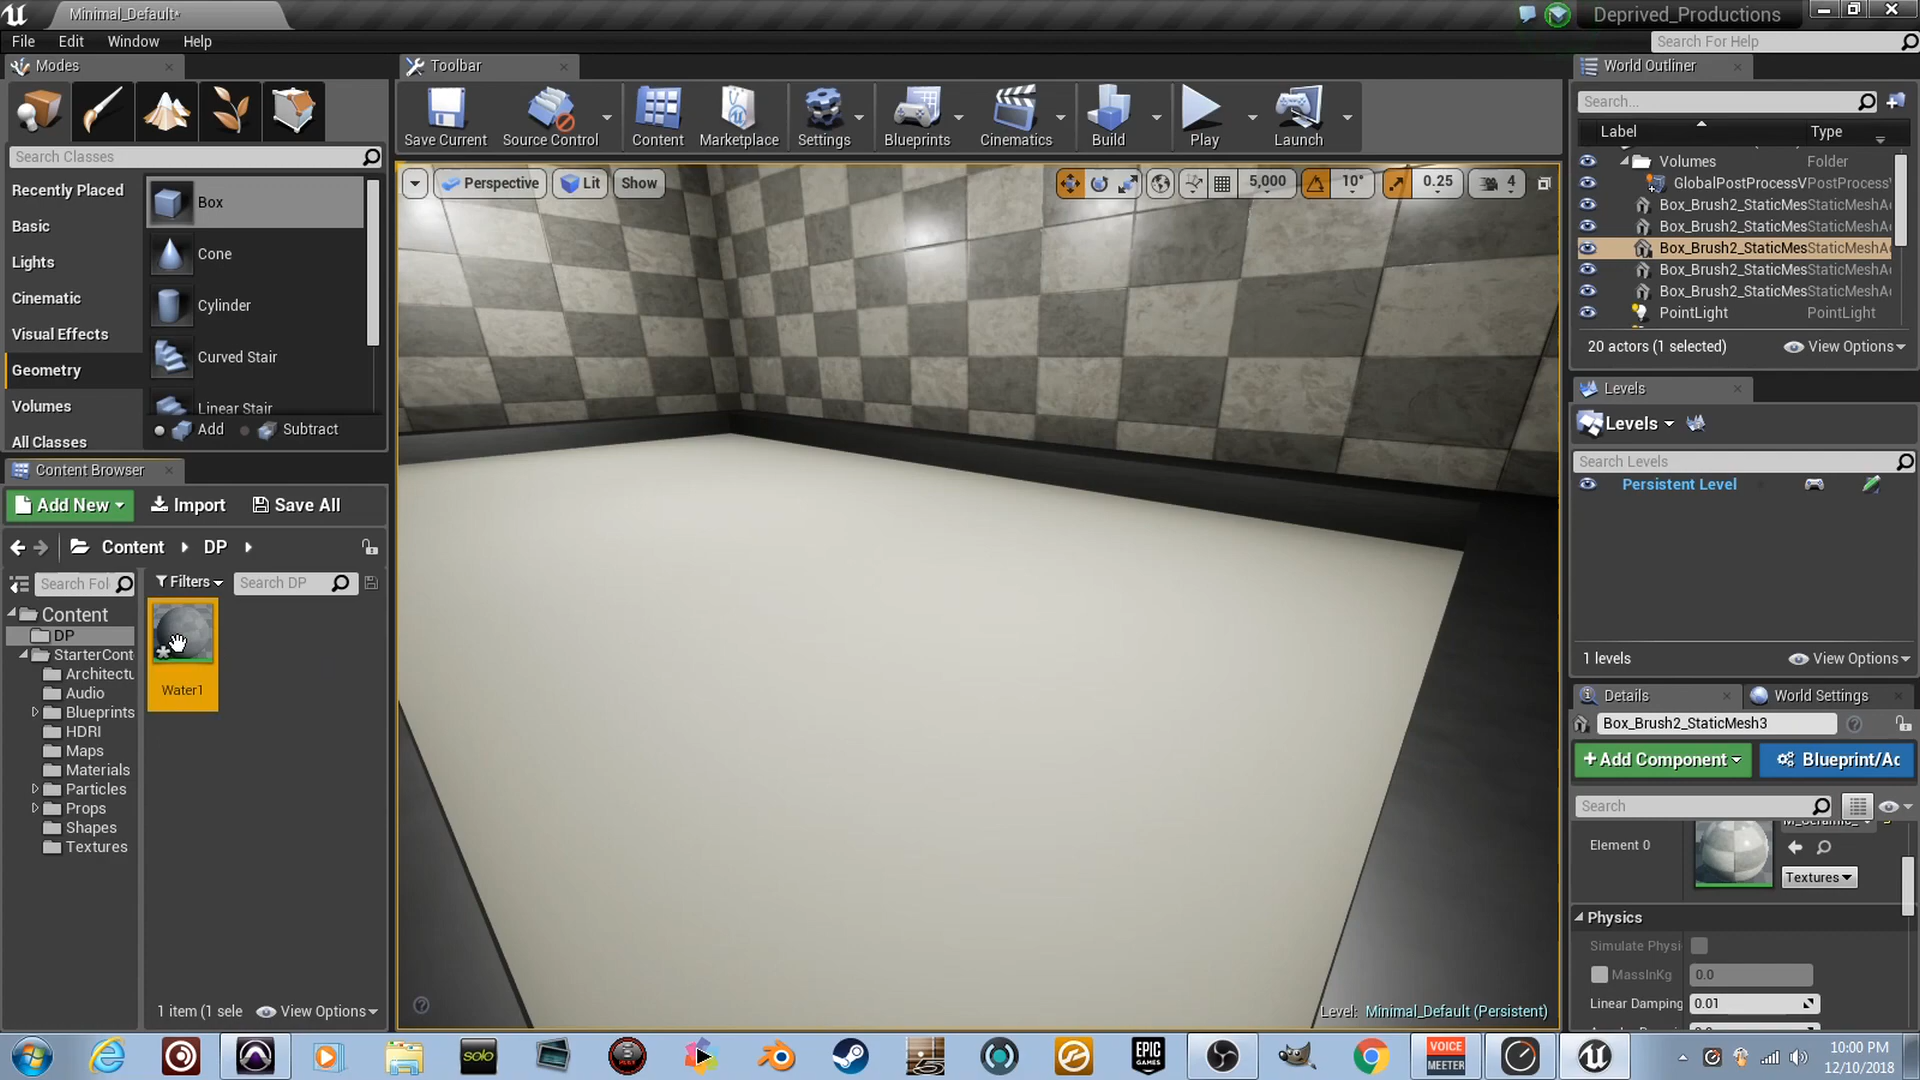 Minimal_Default*
Deprived_Productions
File Edit Window Help
Search For Help
Modes
Toolbar
World Outliner
Search...
Save Current
Source Control
Content
Marketplace
Settings
Blueprints
Cinematics
Build
Play
Launch
Label
Type
Search Classes
Recently Placed
Basic
Lights
Cinematic
Visual Effects
Geometry
Volumes
All Classes
Box
Cone
Cylinder
Curved Stair
Linear Stair
Add
Subtract
Perspective
Lit
Show
5,000
10°
0.25
4
Volumes Folder
GlobalPostProcessV PostProcessV
Box_Brush2_StaticMes StaticMeshA
Box_Brush2_StaticMes StaticMeshA
Box_Brush2_StaticMes StaticMeshA
Box_Brush2_StaticMes StaticMeshA
Box_Brush2_StaticMes StaticMeshA
PointLight PointLight
20 actors (1 selected)
View Options
Levels
Levels
Search Levels
Persistent Level
1 levels
View Options
Content Browser
Add New
Import
Save All
Content
DP
Search Fol
Filters
Search DP
Content
DP
StarterCont
Architectu
Audio
Blueprints
HDRI
Maps
Materials
Particles
Props
Shapes
Textures
Water1
1 item (1 sele
View Options
Level: Minimal_Default (Persistent)
Details
World Settings
Box_Brush2_StaticMesh3
+Add Component
Blueprint/Ac
Search
Element 0
Textures
Physics
Simulate Physi
MassInKg
0.0
Linear Damping
0.01
solo
EPIC
GAMES
VOICE
MEETER
10:00 PM
12/10/2018